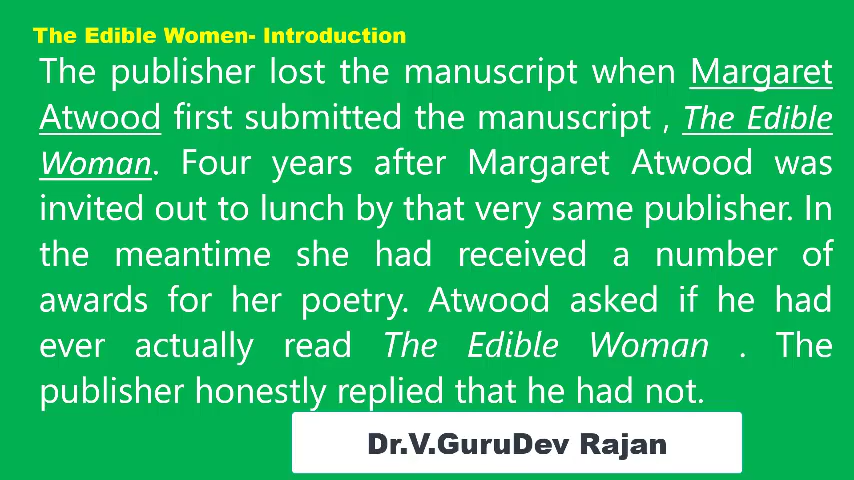 The Edible Women- Introduction
The publisher lost the manuscript when Margaret
Atwood first submitted the manuscript , The Edible
Woman. Four years after Margaret Atwood was
invited out to lunch by that very same publisher. In
the meantime she had received a number of
awards for her poetry. Atwood asked if he had
ever actually read The Edible Woman . The
publisher honestly replied that he had not.
Dr.V.GuruDev Rajan